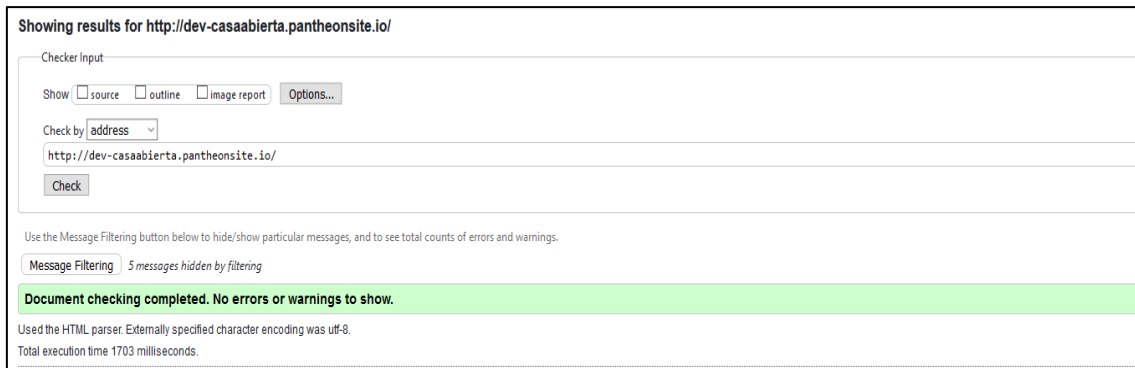 Showing results for http://dev-casaabierta.pantheonsite.io/
Checker Input
Show source outline image report Options...
Check by address
http://dev-casaabierta.pantheonsite.io/
Check
Use the Message Filtering button below to hide/show particular messages, and to see total counts of errors and warnings.
Message Filtering 5 messages hidden by filtering
Document checking completed. No errors or warnings to show.
Used the HTML parser. Externally specified character encoding was utf-8.
Total execution time 1703 milliseconds.